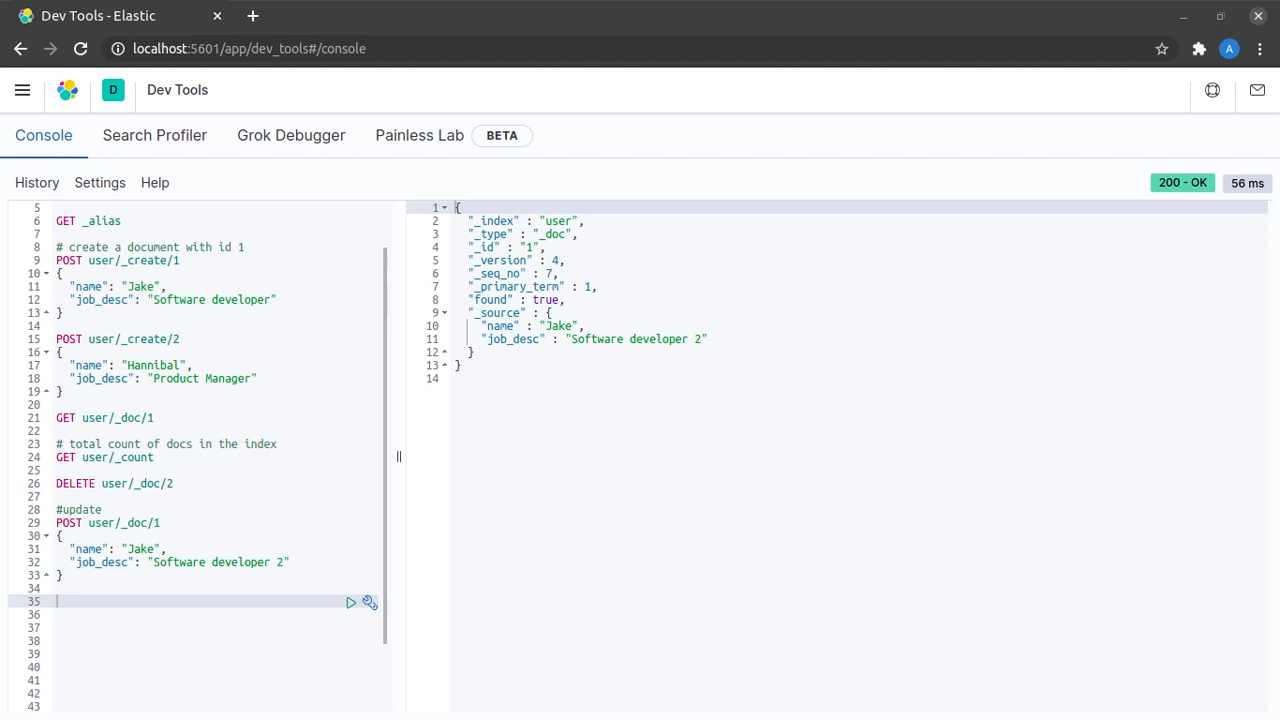 Dev Tools - Elastic
localhost:5601/app/dev_tools#/console
A
D
Dev Tools
Console Search Profiler Grok Debugger Painless Lab BETA
History Settings Help
200 - OK 56 ms
5
6 GET _alias
7
8 # create a document with id 1
9 POST user/_create/1
10 {
11 "name": "Jake",
12 "job_desc": "Software developer"
13 }
14
15 POST user/_create/2
16 {
17 "name": "Hannibal",
18 "job_desc": "Product Manager"
19 }
20
21 GET user/_doc/1
22
23 # total count of docs in the index
24 GET user/_count
25
26 DELETE user/_doc/2
27
28 #update
29 POST user/_doc/1
30 {
31 "name": "Jake",
32 "job_desc": "Software developer 2"
33 }
34
35
36
37
38
39
40
41
42
43
1 {
2 "_index" : "user",
3 "_type" : "_doc",
4 "_id" : "1",
5 "_version" : 4,
6 "_seq_no" : 7,
7 "_primary_term" : 1,
8 "found" : true,
9 "_source" : {
10 "name" : "Jake",
11 "job_desc" : "Software developer 2"
12 }
13 }
14